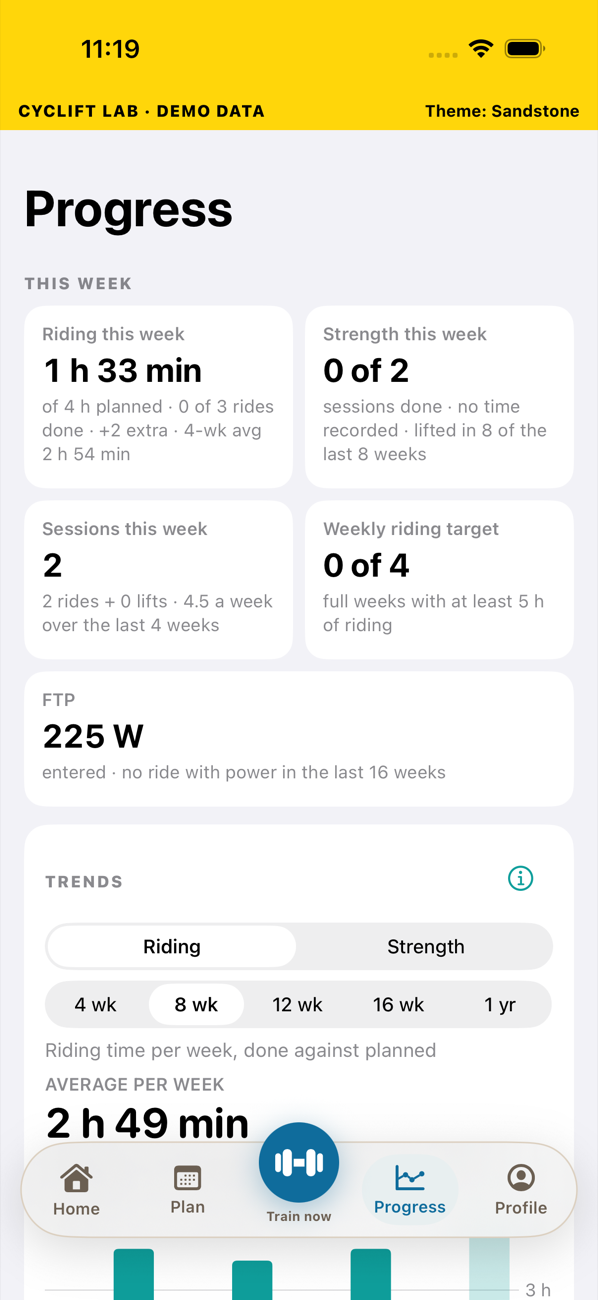 11:19
CYCLIFT LAB · DEMO DATA
Theme: Sandstone
Progress
THIS WEEK
Riding this week
1 h 33 min
of 4 h planned · 0 of 3 rides
done · +2 extra · 4-wk avg
2 h 54 min
Strength this week
0 of 2
sessions done · no time
recorded · lifted in 8 of the
last 8 weeks
Sessions this week
2
2 rides + 0 lifts · 4.5 a week
over the last 4 weeks
Weekly riding target
0 of 4
full weeks with at least 5 h
of riding
FTP
225 W
entered · no ride with power in the last 16 weeks
TRENDS
Riding
Strength
4 wk
8 wk
12 wk
16 wk
1 yr
Riding time per week, done against planned
AVERAGE PER WEEK
2 h 49 min
Home
Plan
Train now
Progress
Profile
3 h